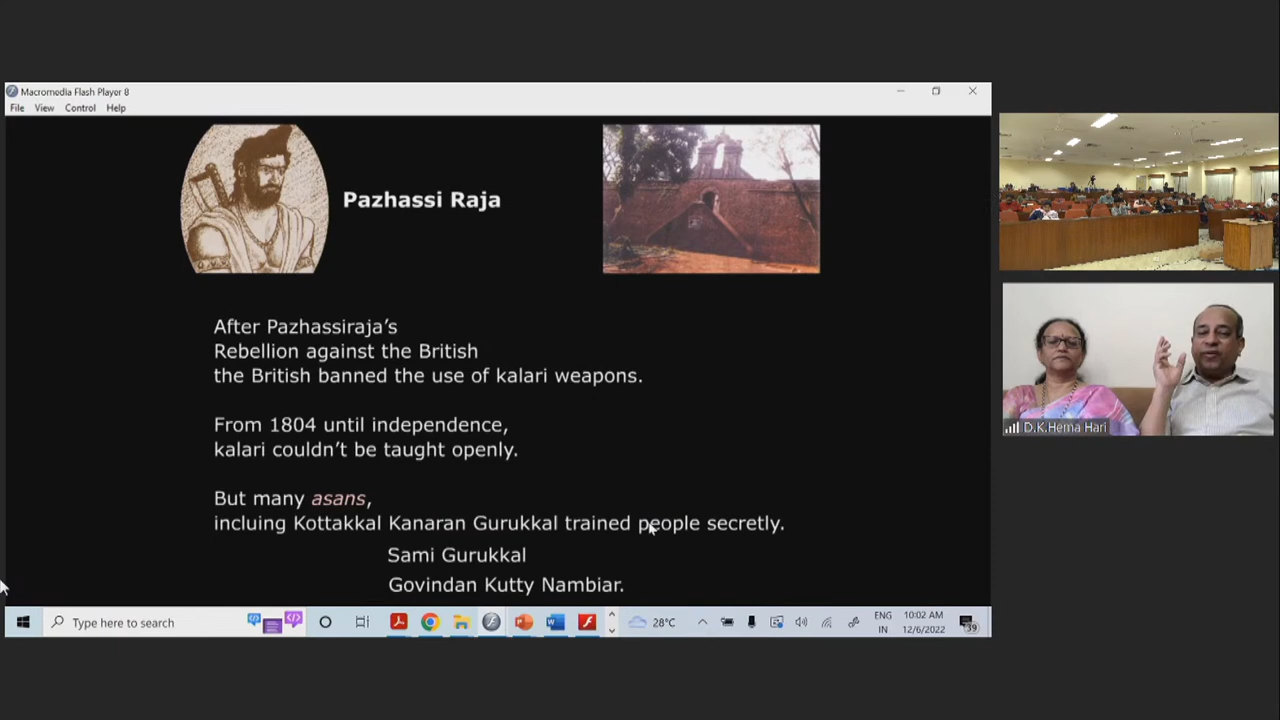 Macromedia Flash Player 8
File View Control Help
Pazhassi Raja
After Pazhassiraja's
Rebellion against the British
the British banned the use of kalari weapons.
From 1804 until independence,
kalari couldn't be taught openly.
But many asans,
incluing Kottakkal Kanaran Gurukkal trained people secretly.
Sami Gurukkal
Govindan Kutty Nambiar.
D.K.Hema Hari
Type here to search
28°C
ENG
IN
10:02 AM
12/6/2022
39